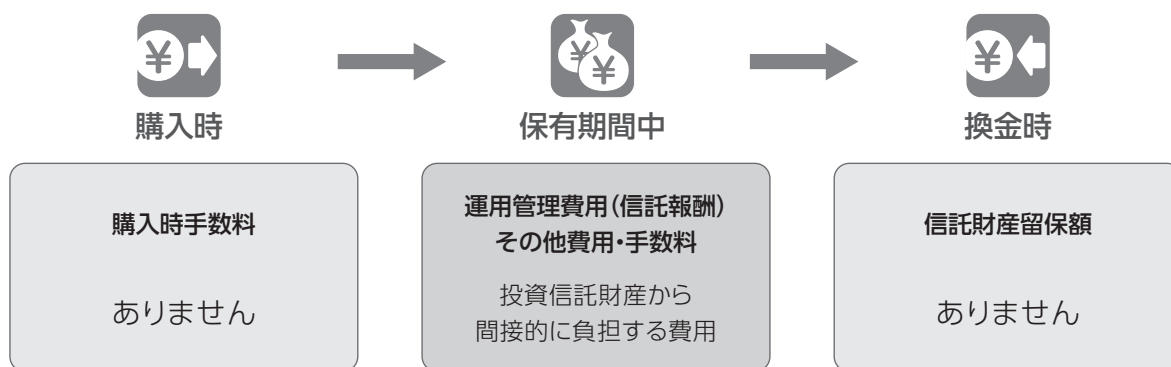 ¥
購入時
購入時手数料
ありません
¥
¥
保有期間中
運用管理費用(信託報酬)
その他費用・手数料
投資信託財産から
間接的に負担する費用
¥
換金時
信託財産留保額
ありません